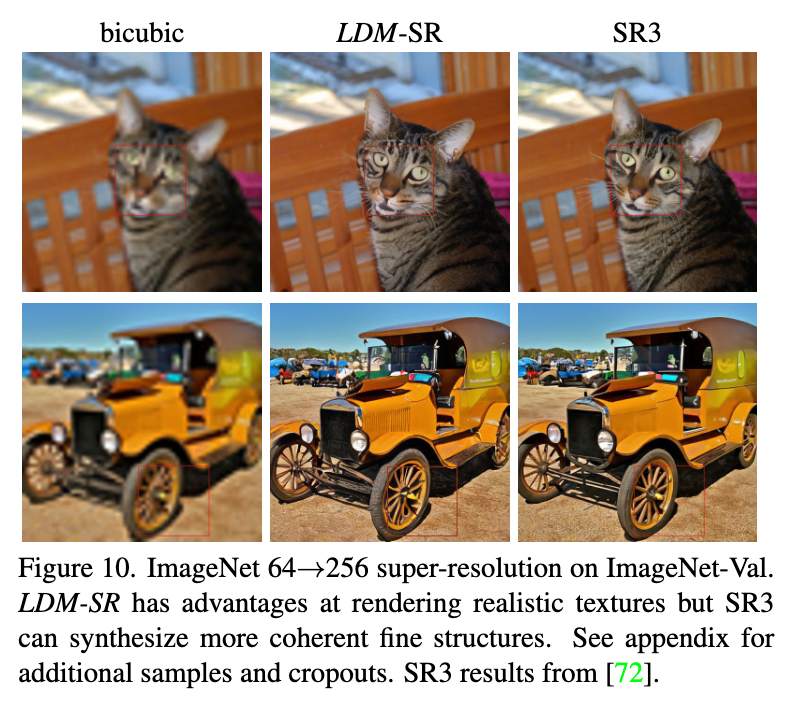 bicubic LDM-SR SR3
Figure 10. ImageNet 64→256 super-resolution on ImageNet-Val.
LDM-SR has advantages at rendering realistic textures but SR3
can synthesize more coherent fine structures. See appendix for
additional samples and cropouts. SR3 results from [72].